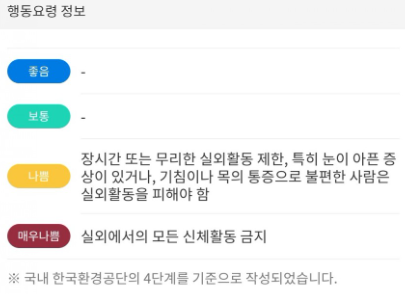 행동요령 정보
좋음 -
보통 -
나쁨 장시간 또는 무리한 실외활동 제한, 특히 눈이 아픈 증
상이 있거나, 기침이나 목의 통증으로 불편한 사람은
실외활동을 피해야 함
매우나쁨 실외에서의 모든 신체활동 금지
※ 국내 한국환경공단의 4단계를 기준으로 작성되었습니다.